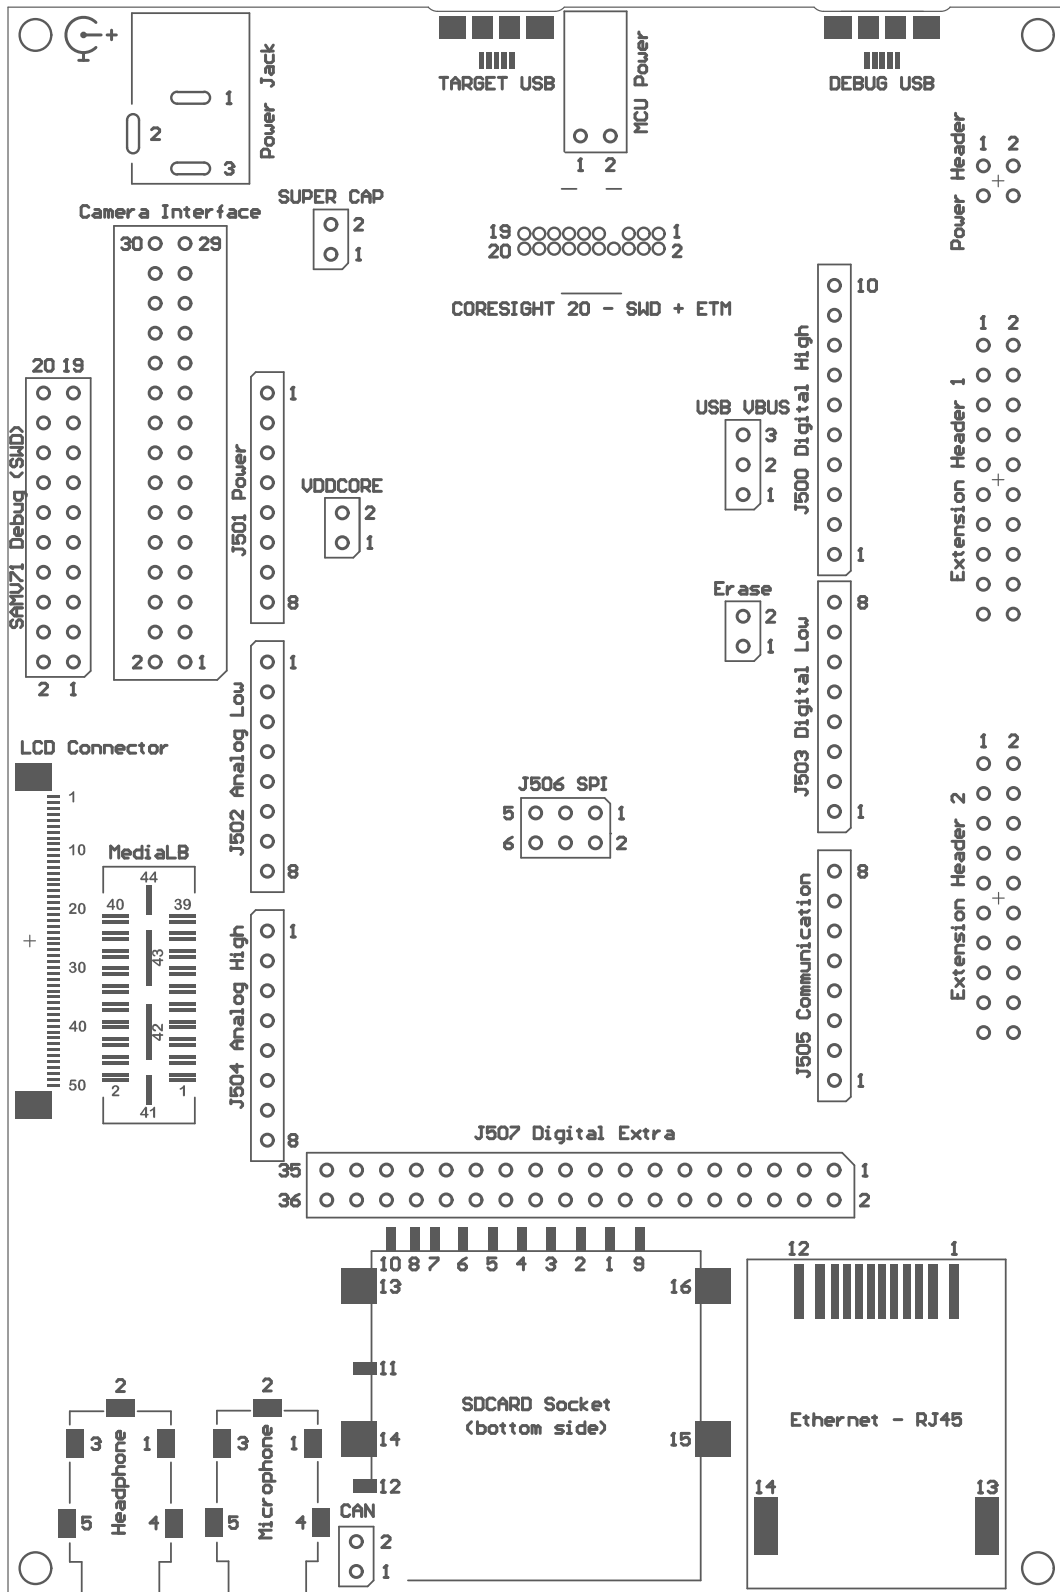 +
Power Jack
1
2
3
TARGET USB
MCU Power
1 2
DEBUG USB
Power Header
1 2
SUPER CAP
2
1
Camera Interface
30 29
2 1
19 1
20 2
CORESIGHT 20 - SWD + ETM
20 19
SAMV71 Debug (SWD)
2 1
J501 Power
1
8
VDDCORE
2
1
USB VBUS
3
2
1
J500 Digital High
10
1
Extension Header 1
1 2
Erase
2
1
J503 Digital Low
8
1
J502 Analog Low
1
8
LCD Connector
1
10
20
30
40
50
MediaLB
44
40 39
43
42
2 1
41
J506 SPI
5 1
6 2
Extension Header 2
1 2
J505 Communication
8
1
J504 Analog High
1
8
J507 Digital Extra
35 1
36 2
10 8 7 6 5 4 3 2 1 9
13 16
11
SDCARD Socket
(bottom side)
14 15
12
12 1
Ethernet - RJ45
14 13
2
3 1
Headphone
5 4
2
3 1
Microphone
5 4
CAN
2
1